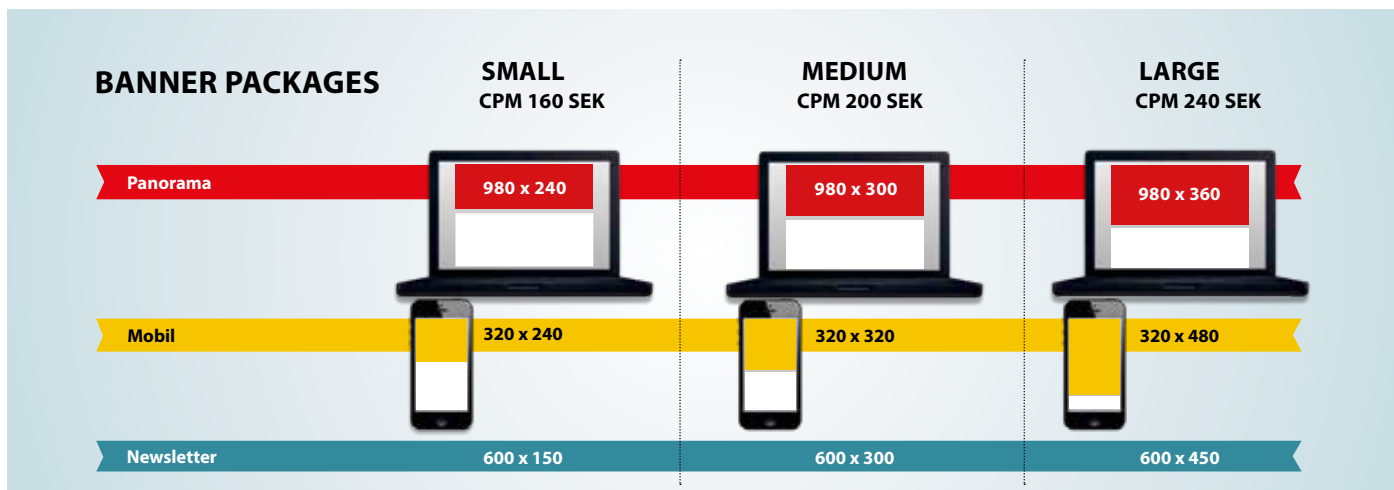 BANNER PACKAGES
SMALL
CPM 160 SEK
MEDIUM
CPM 200 SEK
LARGE
CPM 240 SEK
Panorama
980 x 240
980 x 300
980 x 360
Mobil
320 x 240
320 x 320
320 x 480
Newsletter
600 x 150
600 x 300
600 x 450